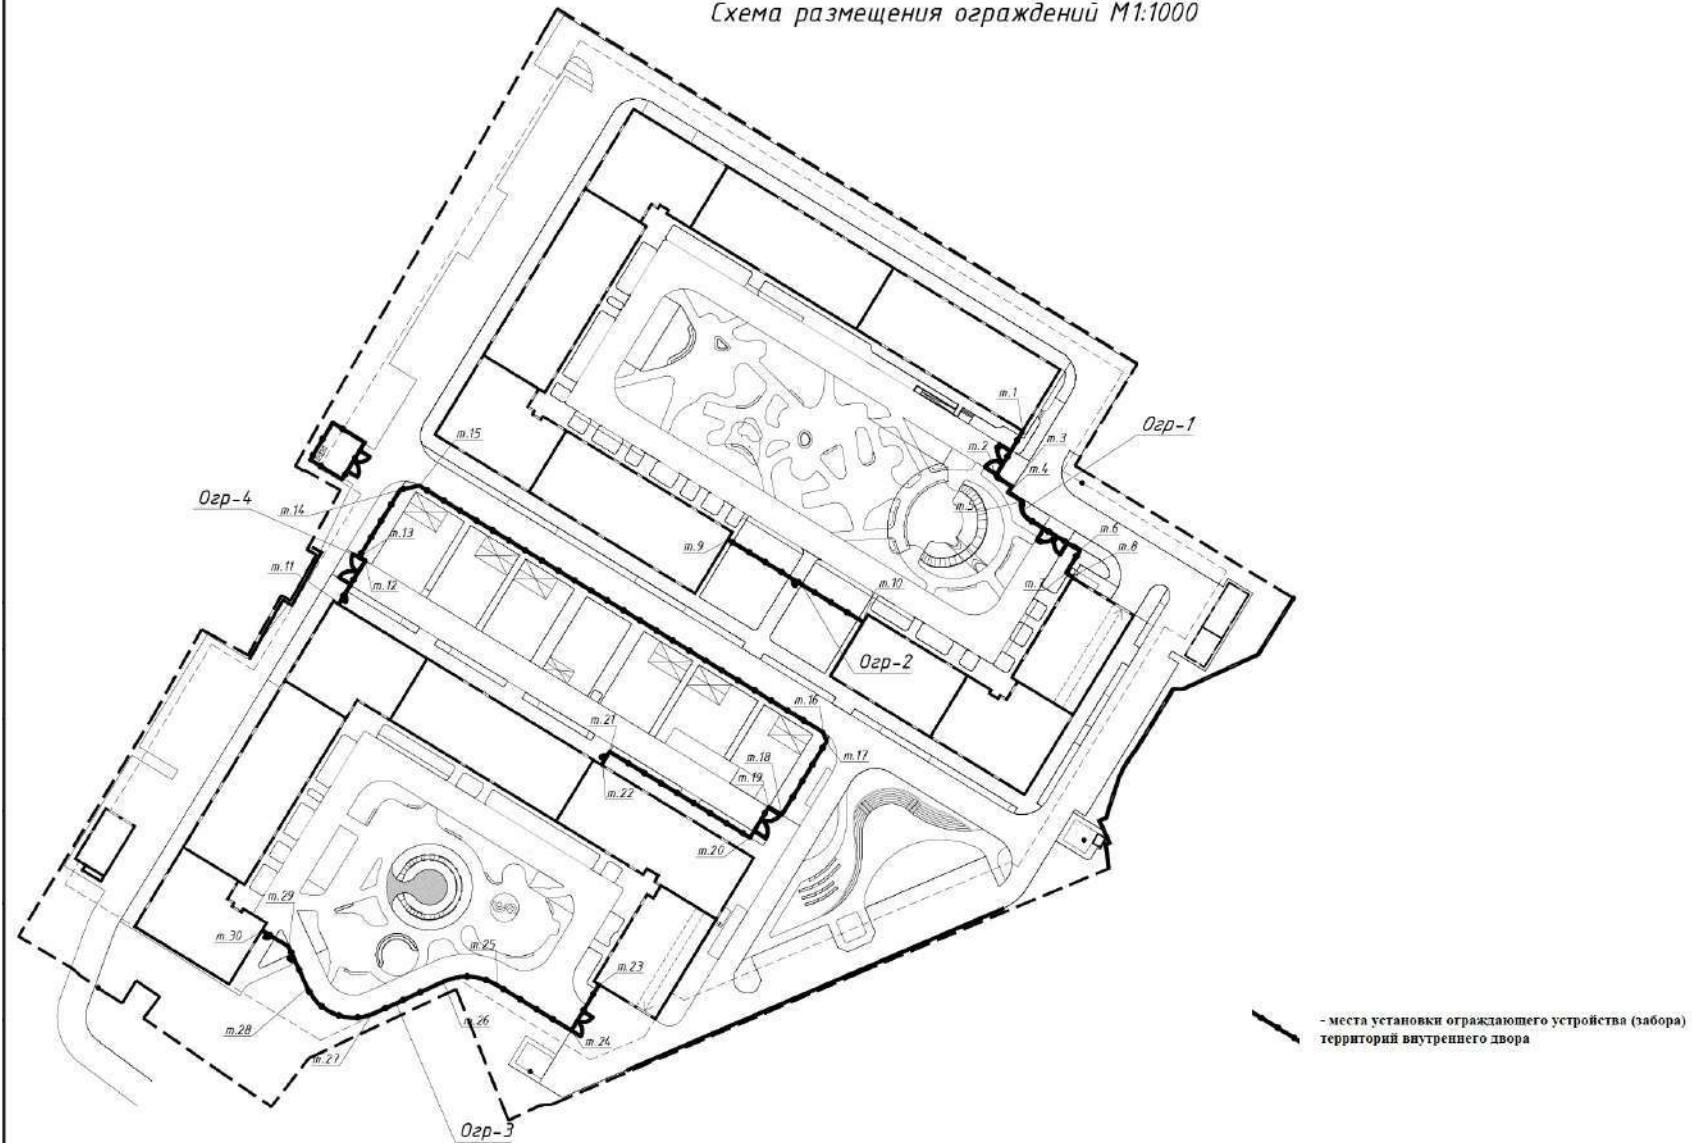 Схема размещения ограждений М1:1000
т.1
Огр-1
т.3
т.15
т.2
т.4
Огр-4
т.5
т.14
т.6
т.13
т.9
т.8
т.11
т.12
т.10
т.7
Огр-2
т.16
т.21
т.17
т.18
т.19
т.22
т.20
т.29
т.30
т.25
т.23
т.26
т.28
т.24
т.27
Огр-3
- места установки ограждающего устройства (забора)
территорий внутреннего двора